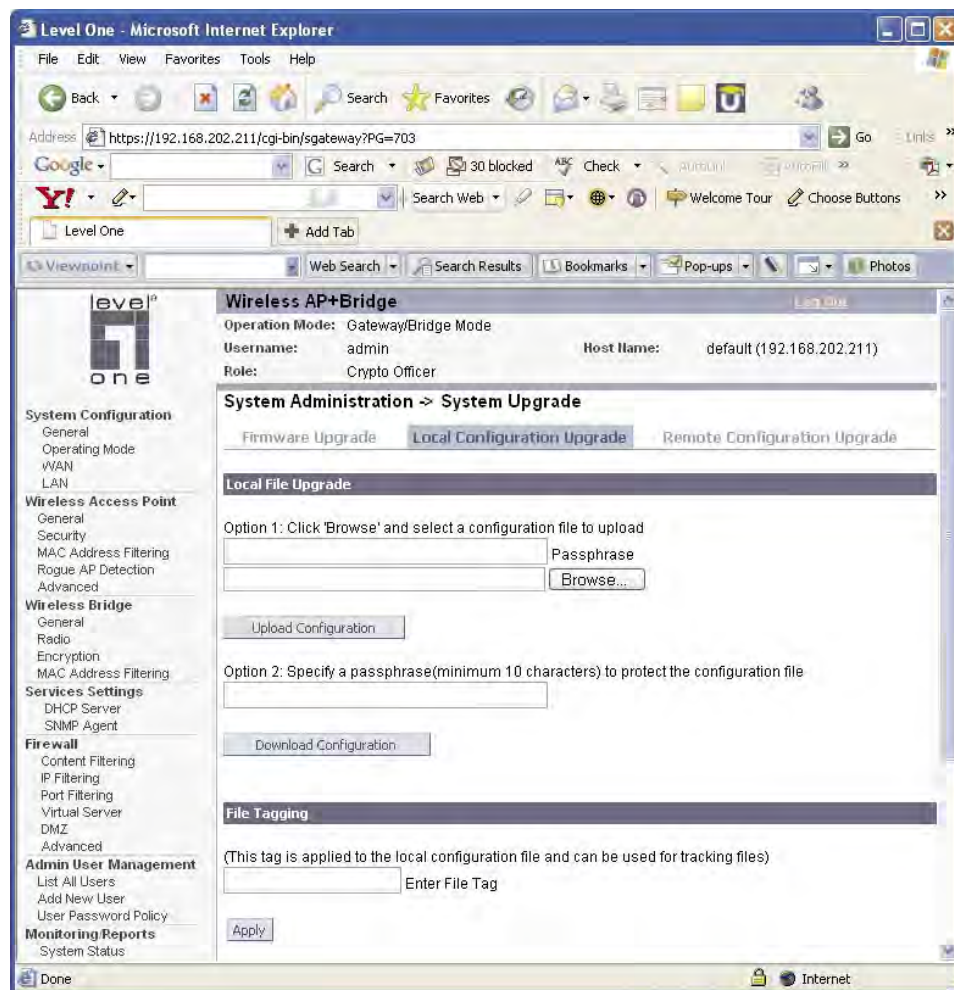 Level One - Microsoft Internet Explorer
File Edit View Favorites Tools Help
Back Search Favorites
Address https://192.168.202.211/cgi-bin/sgateway?PG=703 Go Links »
Google Search 30 blocked ABC Check AutoFill »
Y! Search Web Welcome Tour Choose Buttons »
Level One Add Tab
Viewpoint Web Search Search Results Bookmarks Pop-ups Photos
level®
one
System Configuration
General
Operating Mode
WAN
LAN
Wireless Access Point
General
Security
MAC Address Filtering
Rogue AP Detection
Advanced
Wireless Bridge
General
Radio
Encryption
MAC Address Filtering
Services Settings
DHCP Server
SNMP Agent
Firewall
Content Filtering
IP Filtering
Port Filtering
Virtual Server
DMZ
Advanced
Admin User Management
List All Users
Add New User
User Password Policy
Monitoring/Reports
System Status
Wireless AP+Bridge Log Out
Operation Mode: Gateway/Bridge Mode
Username: admin Host Name: default (192.168.202.211)
Role: Crypto Officer
System Administration -> System Upgrade
Firmware Upgrade Local Configuration Upgrade Remote Configuration Upgrade
Local File Upgrade
Option 1: Click 'Browse' and select a configuration file to upload
Passphrase
Browse...
Upload Configuration
Option 2: Specify a passphrase(minimum 10 characters) to protect the configuration file
Download Configuration
File Tagging
(This tag is applied to the local configuration file and can be used for tracking files)
Enter File Tag
Apply
Done Internet